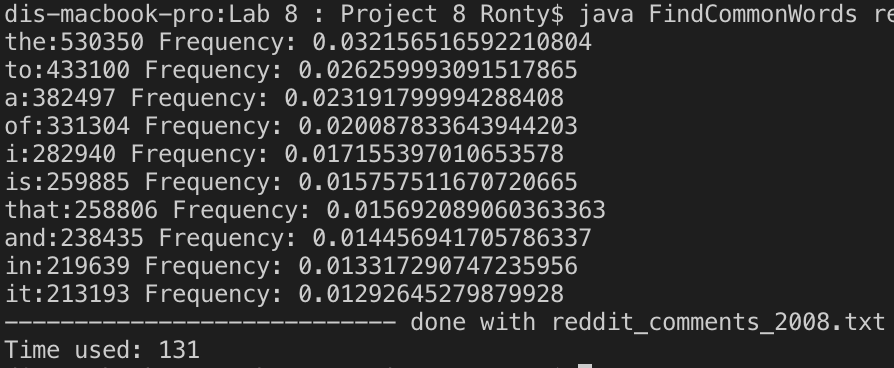 dis-macbook-pro:Lab 8 : Project 8 Ronty$ java FindCommonWords re
the:530350 Frequency: 0.032156516592210804
to:433100 Frequency: 0.026259993091517865
a:382497 Frequency: 0.023191799994288408
of:331304 Frequency: 0.020087833643944203
i:282940 Frequency: 0.017155397010653578
is:259885 Frequency: 0.015757511670720665
that:258806 Frequency: 0.015692089060363363
and:238435 Frequency: 0.014456941705786337
in:219639 Frequency: 0.013317290747235956
it:213193 Frequency: 0.01292645279879928
---------------------------- done with reddit_comments_2008.txt
Time used: 131